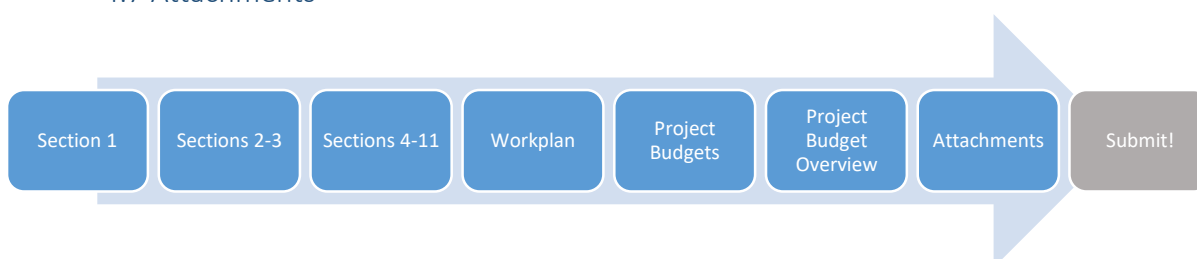 Section 1
Sections 2-3
Sections 4-11
Workplan
Project
Budgets
Project
Budget
Overview
Attachments
Submit!